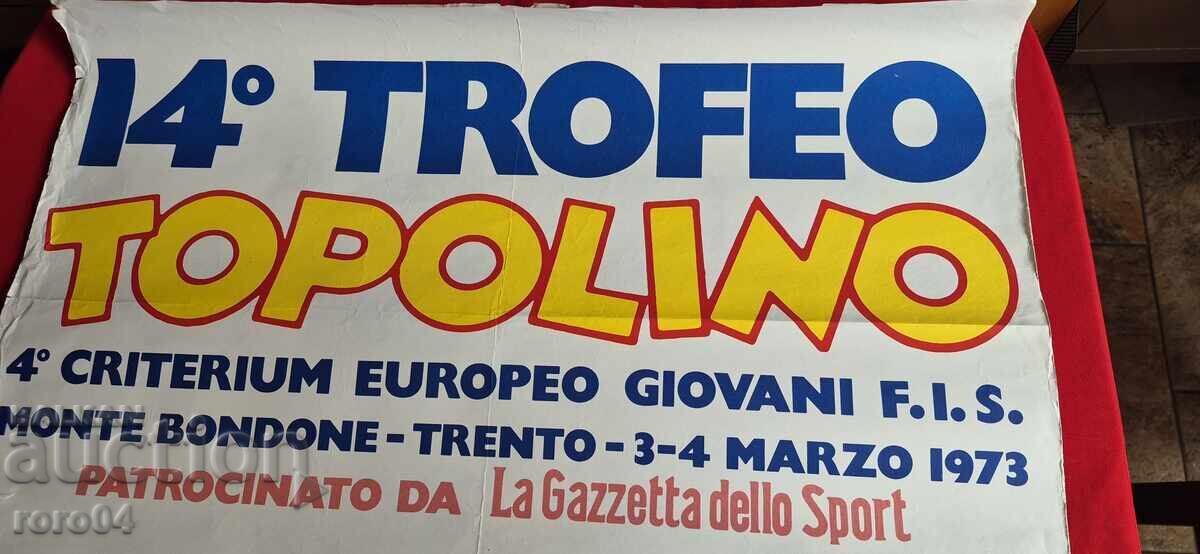 14° TROFEO
TOPOLINO
4° CRITERIUM EUROPEO GIOVANI F.I.S.
MONTE BONDONE - TRENTO - 3-4 MARZO 1973
PATROCINATO DA La Gazzetta dello Sport
auction
roro04